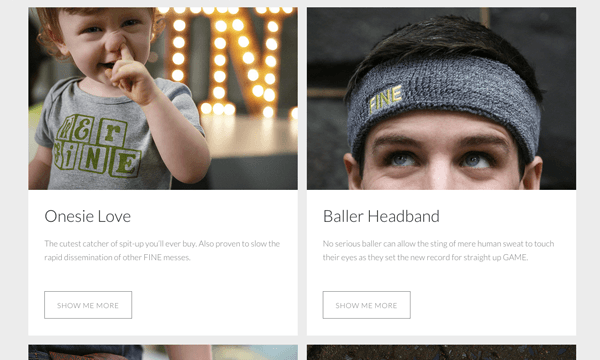 KEr
FINE
FINE
Onesie Love
The cutest catcher of spit-up you'll ever buy. Also proven to slow the
rapid dissemination of other FINE messes.
SHOW ME MORE
Baller Headband
No serious baller can allow the sting of mere human sweat to touch
their eyes as they set the new record for straight up GAME.
SHOW ME MORE